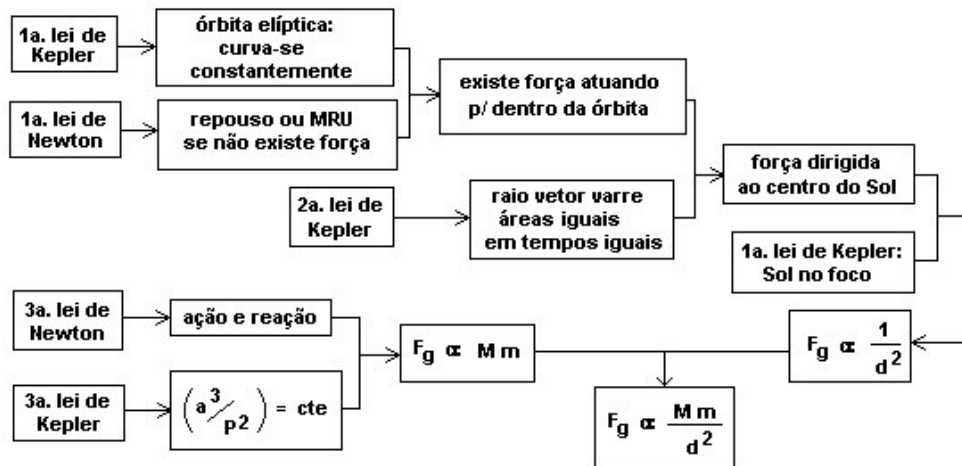 1a. lei de
Kepler
órbita elíptica:
curva-se
constantemente
1a. lei de
Newton
repouso ou MRU
se não existe força
existe força atuando
p/ dentro da órbita
2a. lei de
Kepler
raio vetor varre
áreas iguais
em tempos iguais
força dirigida
ao centro do Sol
1a. lei de Kepler:
Sol no foco
3a. lei de
Newton
ação e reação
3a. lei de
Kepler
(a³/p²) = cte
Fg ∝ M m
Fg ∝ 1/d²
Fg ∝ M m/d²